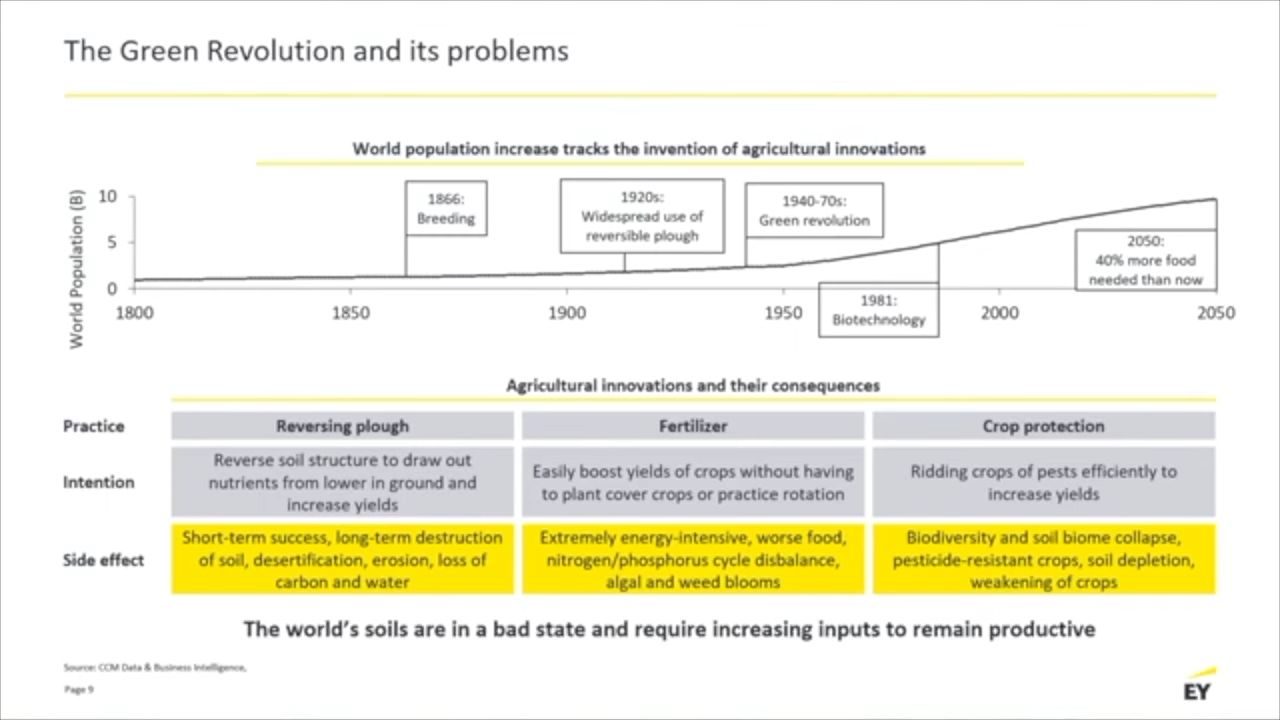 The Green Revolution and its problems
World population increase tracks the invention of agricultural innovations
World Population (B)
10
5
0
1866:
Breeding
1920s:
Widespread use of
reversible plough
1940-70s:
Green revolution
1981:
Biotechnology
2050:
40% more food
needed than now
1800
1850
1900
1950
2000
2050
Agricultural innovations and their consequences
Practice
Reversing plough
Fertilizer
Crop protection
Intention
Reverse soil structure to draw out
nutrients from lower in ground and
increase yields
Easily boost yields of crops without having
to plant cover crops or practice rotation
Ridding crops of pests efficiently to
increase yields
Side effect
Short-term success, long-term destruction
of soil, desertification, erosion, loss of
carbon and water
Extremely energy-intensive, worse food,
nitrogen/phosphorus cycle disbalance,
algal and weed blooms
Biodiversity and soil biome collapse,
pesticide-resistant crops, soil depletion,
weakening of crops
The world's soils are in a bad state and require increasing inputs to remain productive
Source: CCM Data & Business Intelligence,
Page 9
EY